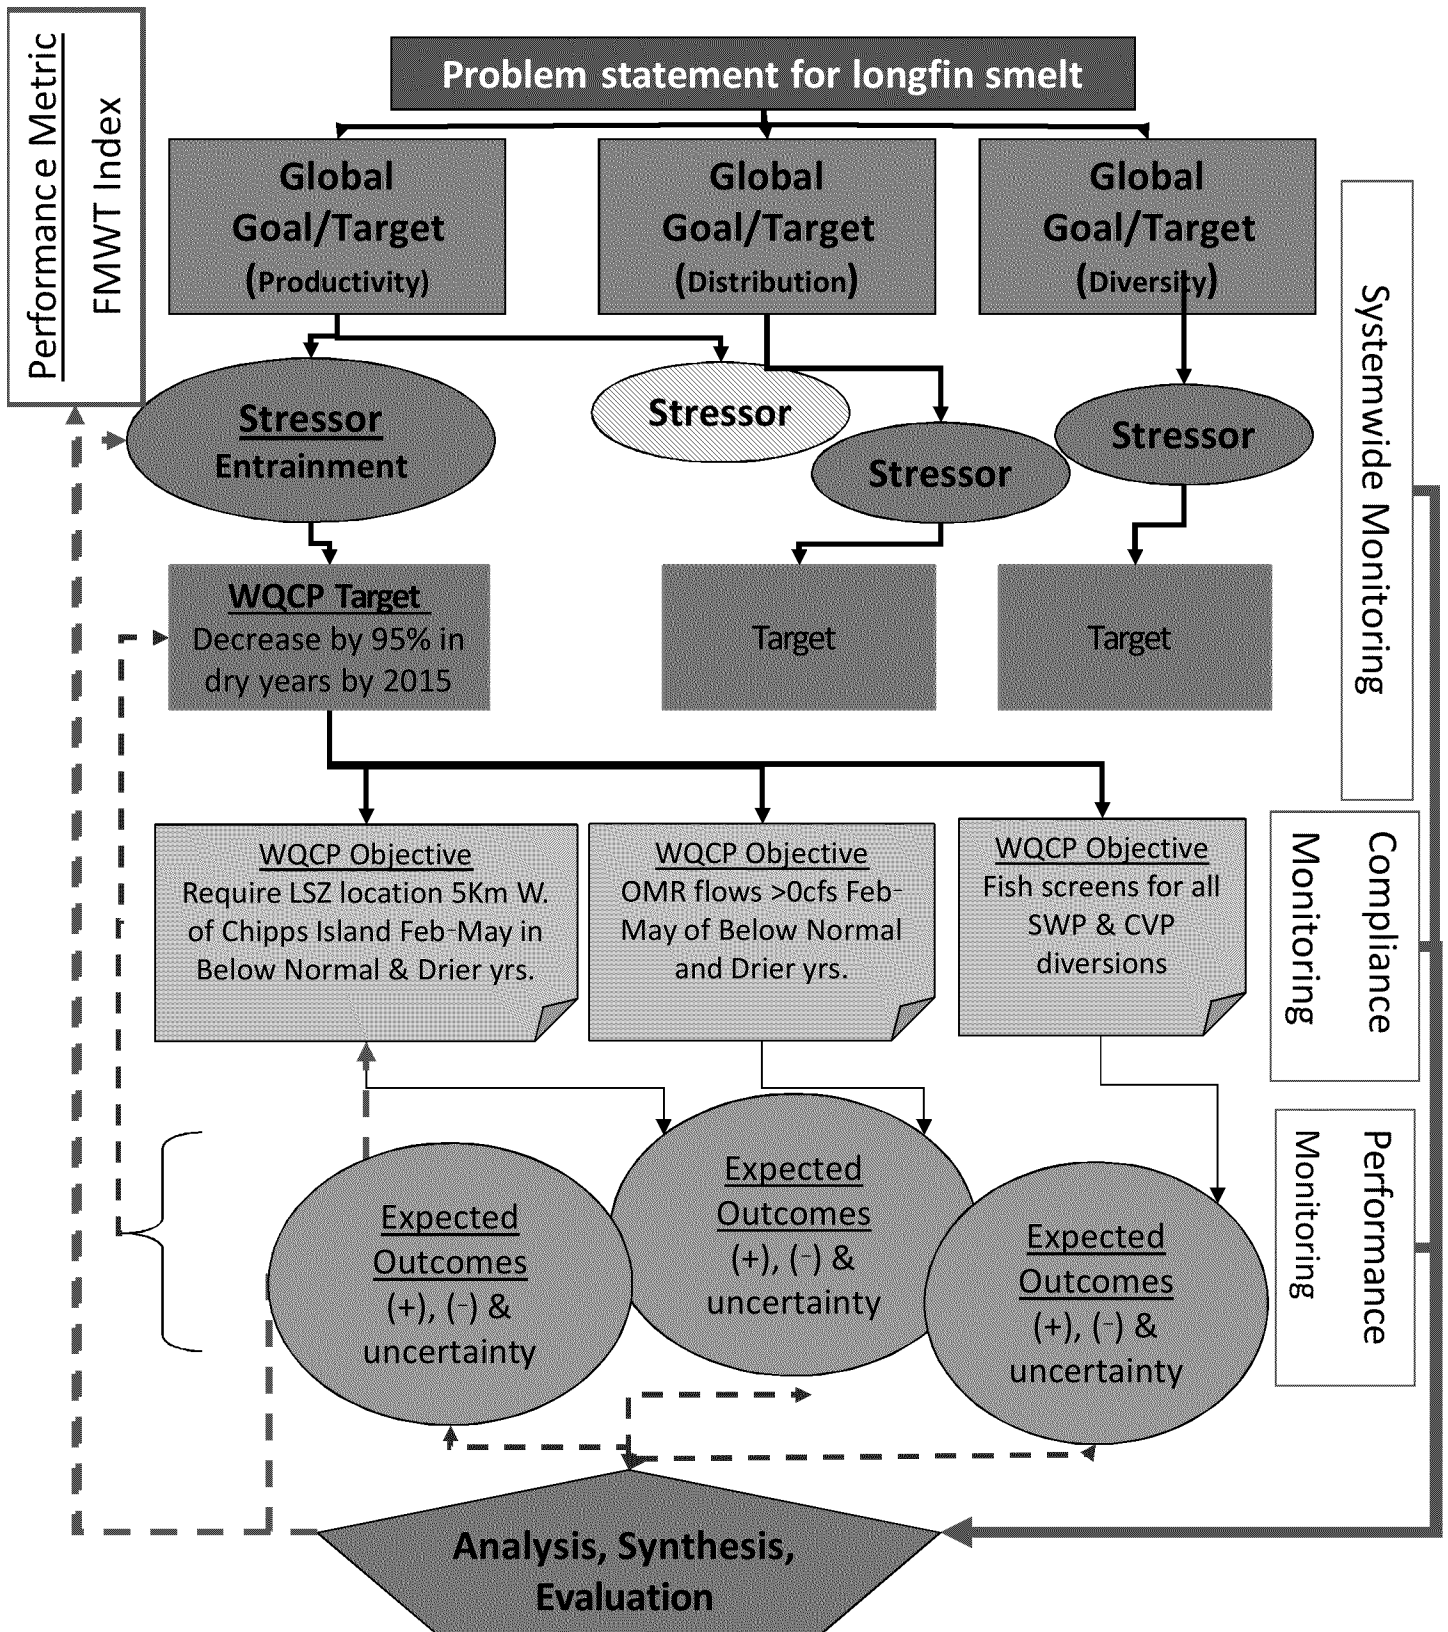 Performance Metric
FMWT Index
Problem statement for longfin smelt
Global
Goal/Target
(Productivity)
Global
Goal/Target
(Distribution)
Global
Goal/Target
(Diversity)
Systemwide Monitoring
Stressor
Entrainment
Stressor
Stressor
Stressor
WQCP Target
Decrease by 95% in
dry years by 2015
Target
Target
WQCP Objective
Require LSZ location 5Km W.
of Chipps Island Feb-May in
Below Normal & Drier yrs.
WQCP Objective
OMR flows >0cfs Feb-
May of Below Normal
and Drier yrs.
WQCP Objective
Fish screens for all
SWP & CVP
diversions
Compliance
Monitoring
Expected
Outcomes
(+), (-) &
uncertainty
Expected
Outcomes
(+), (-) &
uncertainty
Expected
Outcomes
(+), (-) &
uncertainty
Performance
Monitoring
Analysis, Synthesis,
Evaluation